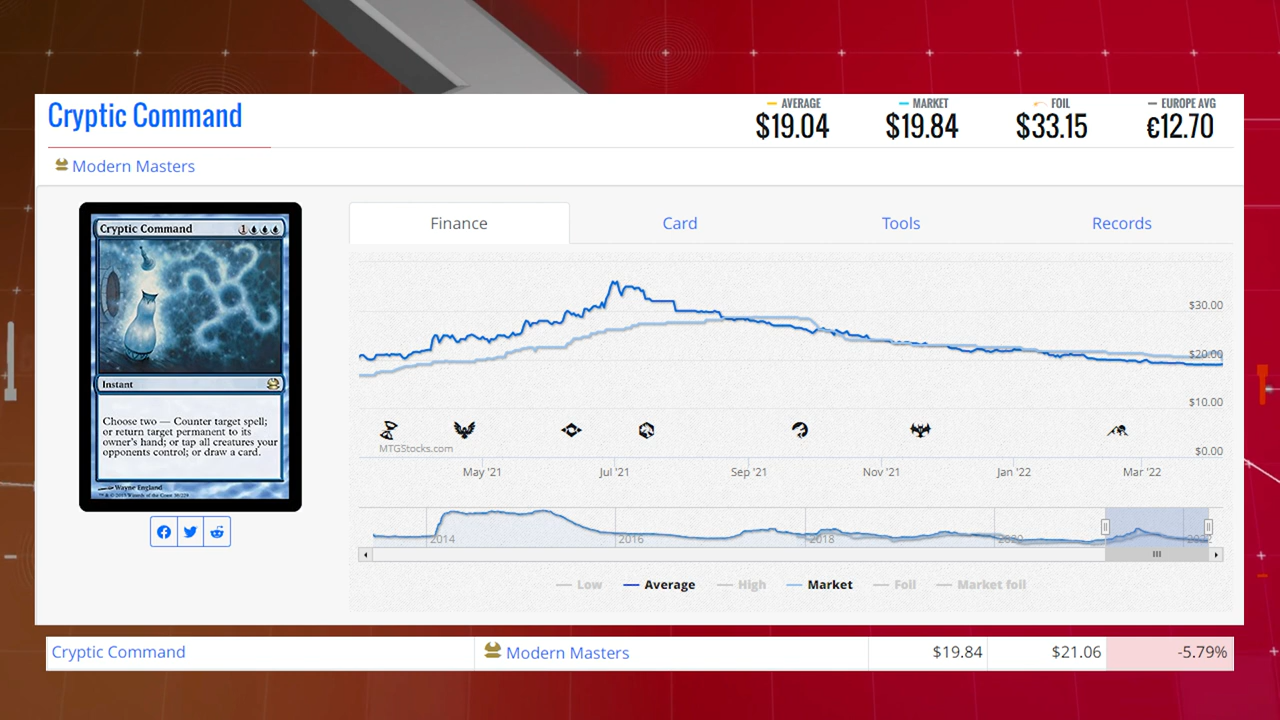 Cryptic Command
AVERAGE
$19.04
MARKET
$19.84
FOIL
$33.15
EUROPE AVG
€12.70
Modern Masters
Cryptic Command 1
Instant
Choose two — Counter target spell;
or return target permanent to its
owner's hand; or tap all creatures your
opponents control; or draw a card.
Wayne England
Finance
Card
Tools
Records
$30.00
$20.00
$10.00
$0.00
MTGStocks.com
May '21
Jul '21
Sep '21
Nov '21
Jan '22
Mar '22
2014
2016
2018
2020
2022
Low
Average
High
Market
Foil
Market foil
Cryptic Command
Modern Masters
$19.84
$21.06
-5.79%